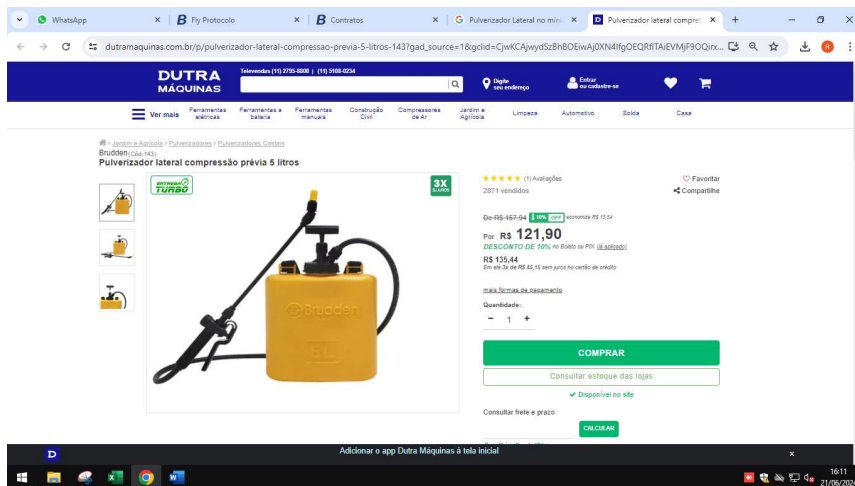 WhatsApp
Fly Protocolo
Contratos
Pulverizador Lateral no mini
Pulverizador lateral compres
dutramaquinas.com.br/p/pulverizador-lateral-compressao-previa-5-litros-143?gad_source=1&gclid=
DUTRA
MÁQUINAS
Televendas (11) 2795-8800 | (11) 5108-0234
Digite
seu endereço
Entrar
ou cadastre-se
Ver mais
Ferramentas
elétricas
Ferramentas a
bateria
Ferramentas
manuais
Construção
Civil
Compressores
de Ar
Jardim e
Agrícola
Limpeza
Automotivo
Solda
Casa
> Jardim e Agrícola > Pulverizadores > Pulverizadores Costais
Brudden (Cód.143)
Pulverizador lateral compressão prévia 5 litros
ENTREGA
TURBO
3X
S/JUROS
Brudden
5L
(1) Avaliações
2871 vendidos
Favoritar
Compartilhe
De R$ 157,94 10% OFF economize R$ 13,54
Por R$ 121,90
DESCONTO DE 10% no Boleto ou PIX (já aplicado)
R$ 135,44
Em até 3x de R$ 45,15 sem juros no cartão de crédito
mais formas de pagamento
Quantidade:
- 1 +
COMPRAR
Consultar estoque das lojas
Disponível no site
Consultar frete e prazo
CALCULAR
D
Adicionar o app Dutra Máquinas à tela inicial
x
16:11
21/06/2024